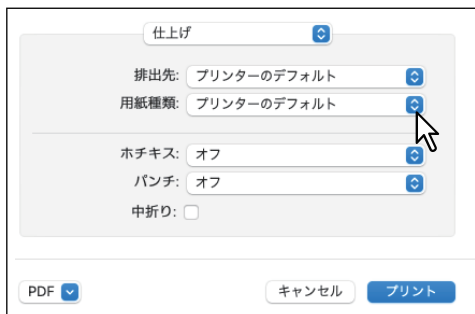 仕上げ
排出先: プリンターのデフォルト
用紙種類: プリンターのデフォルト
ホチキス: オフ
パンチ: オフ
中折り:
PDF キャンセル プリント